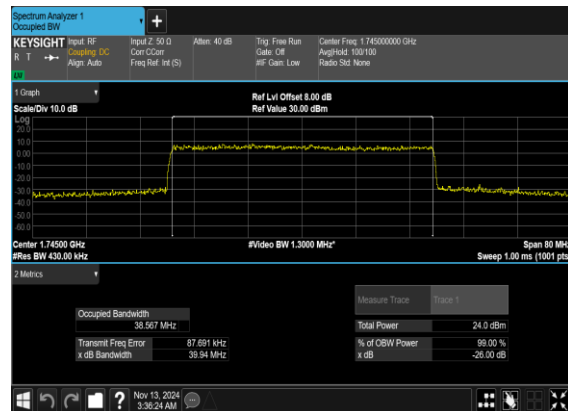 Spectrum Analyzer 1
Occupied BW
+
KEYSIGHT
R T
LW
Input: RF
Coupling: DC
Align: Auto
Input Z: 50 Ω
Corr CCorr
Freq Ref: Int (S)
Atten: 40 dB
Trig: Free Run
Gate: Off
#IF Gain: Low
Center Freq: 1.745000000 GHz
Avg|Hold: 100/100
Radio Std: None
1 Graph
Scale/Div 10.0 dB
Ref Lvl Offset 8.00 dB
Ref Value 30.00 dBm
Log
20.0
10.0
0.00
-10.0
-20.0
-30.0
-40.0
-50.0
-60.0
Center 1.74500 GHz
#Res BW 430.00 kHz
#Video BW 1.3000 MHz*
Span 80 MHz
Sweep 1.00 ms (1001 pts
2 Metrics
Measure Trace
Trace 1
Occupied Bandwidth
38.567 MHz
Total Power
24.0 dBm
Transmit Freq Error
87.691 kHz
% of OBW Power
99.00 %
x dB Bandwidth
39.94 MHz
x dB
-26.00 dB
?
Nov 13, 2024
3:36:24 AM